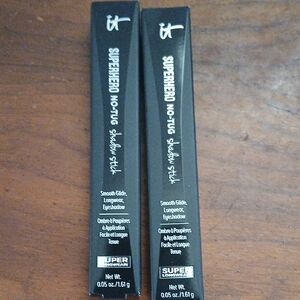 iT
SUPERHERO NO-TUG shadow stick
Smooth Glide,
Longwear,
Eyeshadow
Ombre à Paupières
à Application
Facile et Longue
Tenue
SUPER
LONGWEAR
Net Wt.
0.05 oz./1.61 g
iT
SUPERHERO NO-TUG shadow stick
Smooth Glide,
Longwear,
Eyeshadow
Ombre à Paupières
à Application
Facile et Longue
Tenue
SUPER
LONGWEAR
Net Wt.
0.05 oz./1.61 g